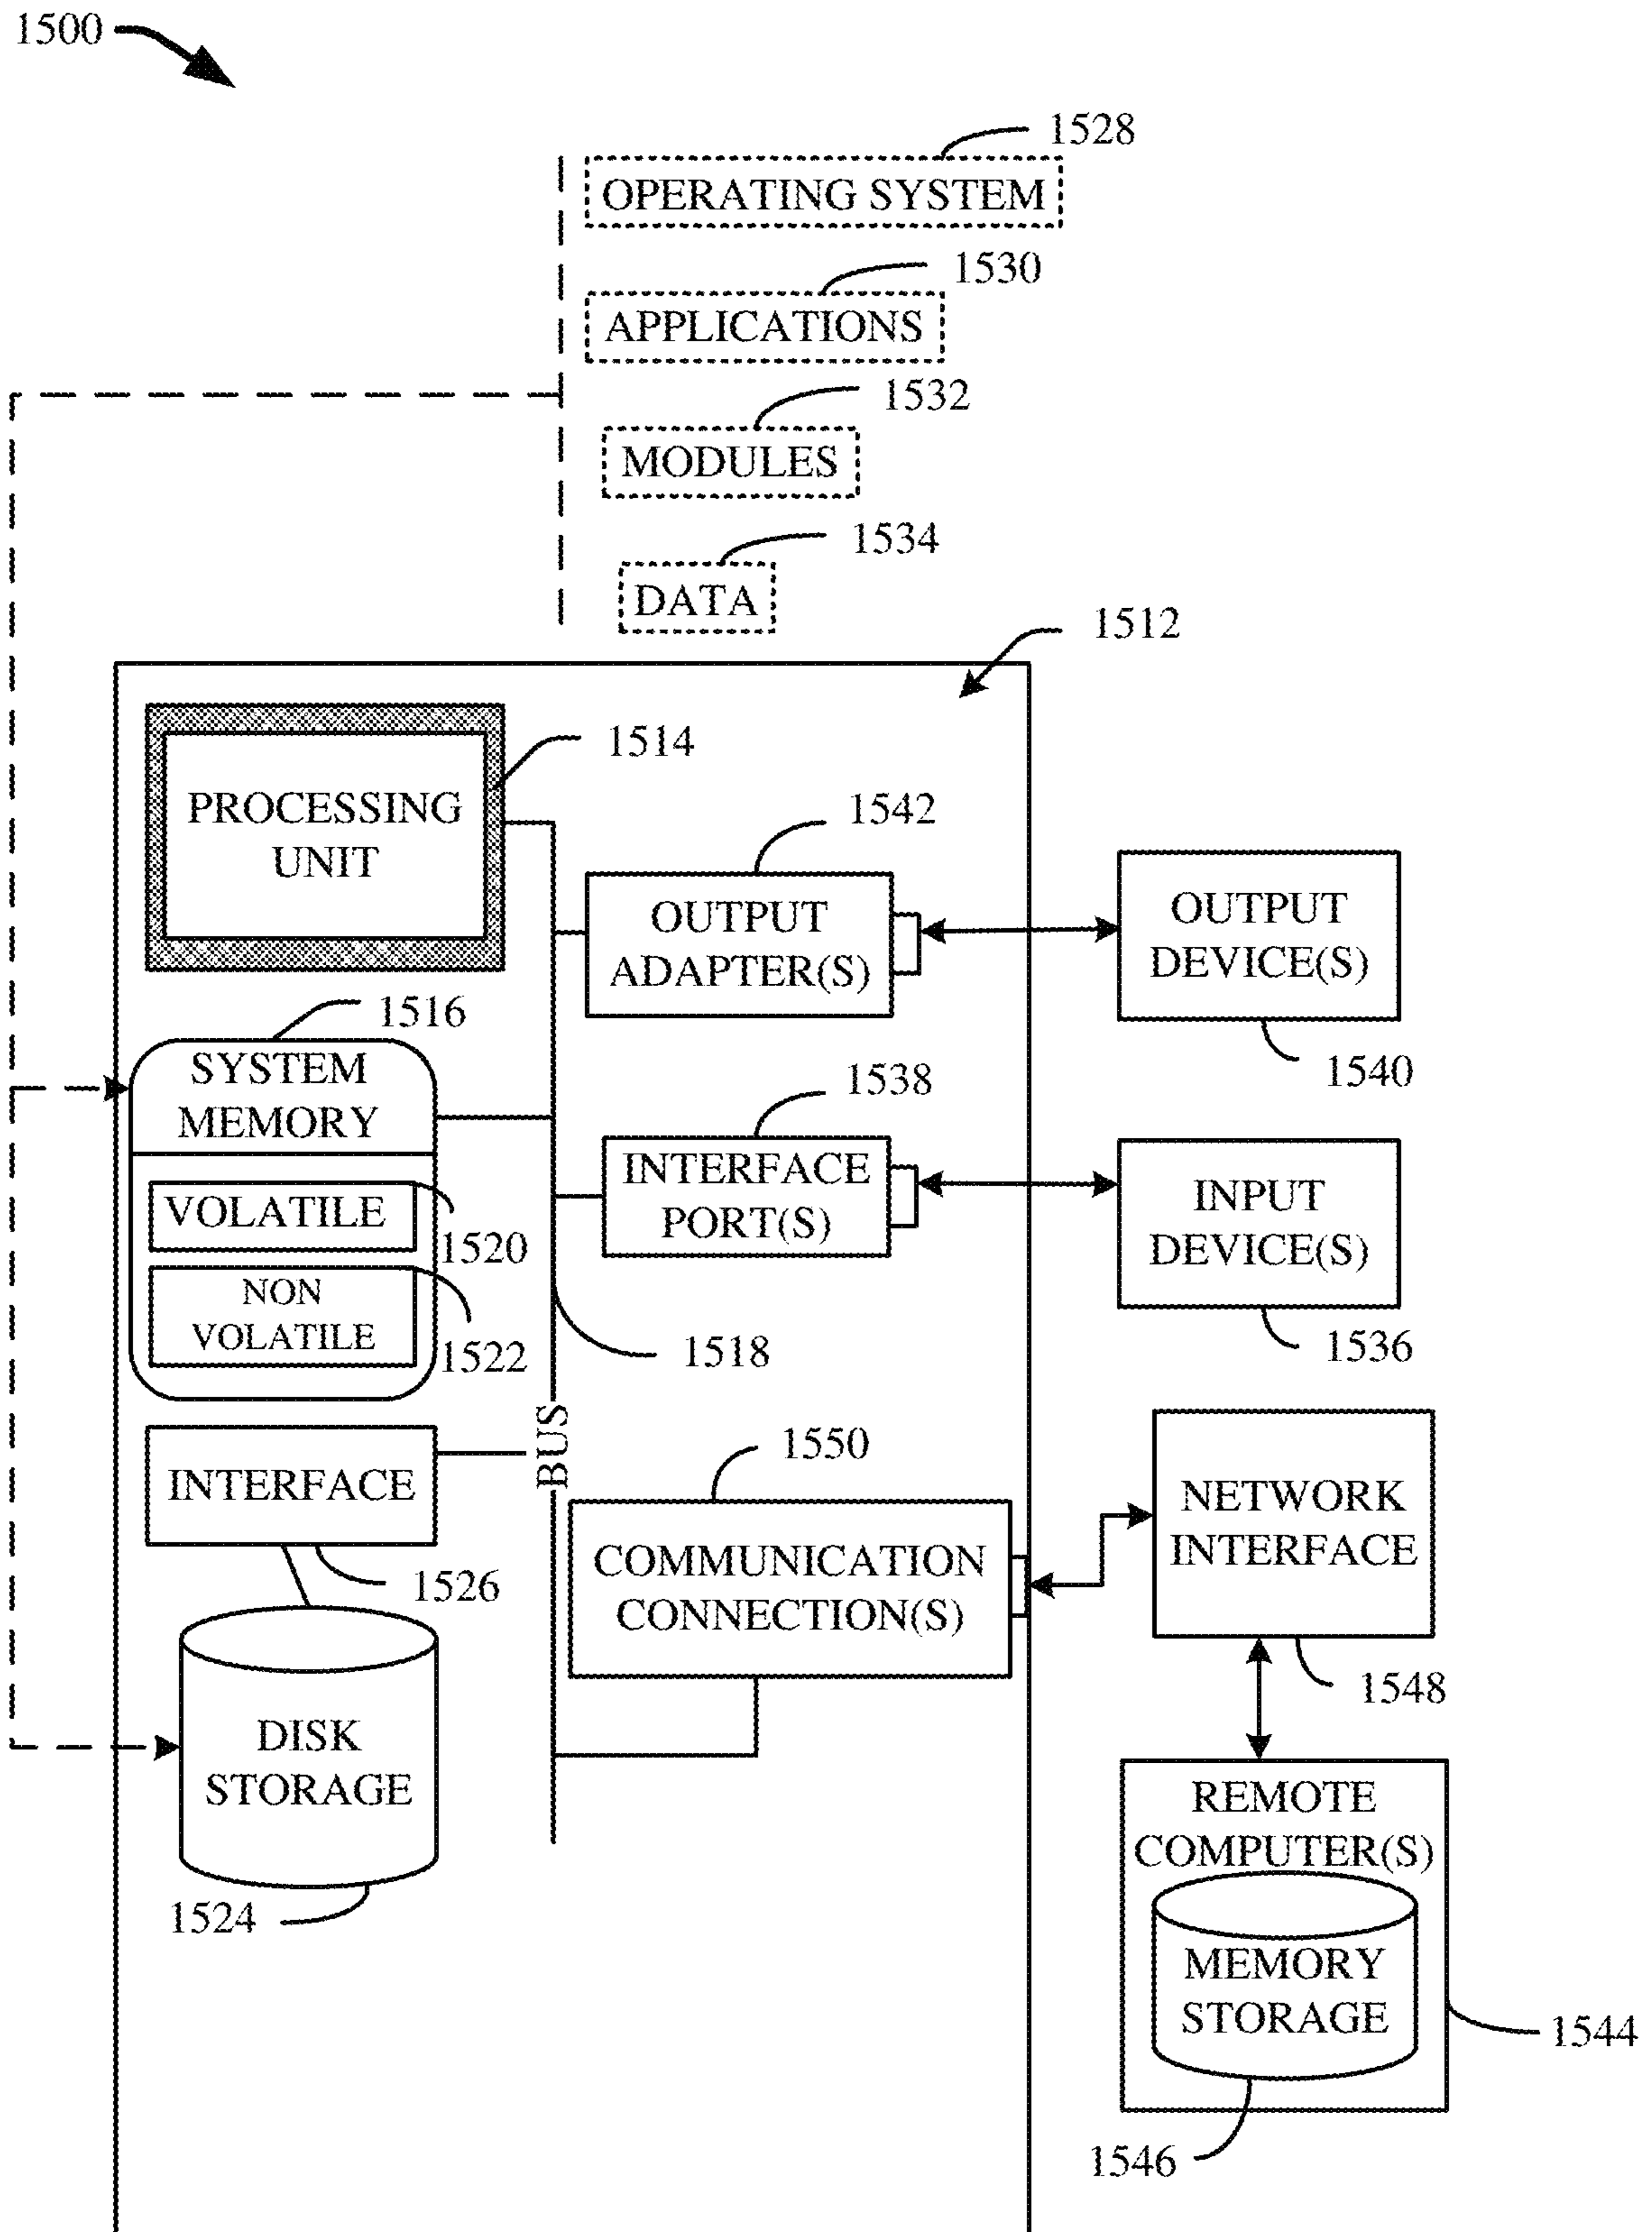 1500
1528
OPERATING SYSTEM
1530
APPLICATIONS
1532
MODULES
1534
DATA
1512
1514
PROCESSING
UNIT
1542
OUTPUT
ADAPTER(S)
OUTPUT
DEVICE(S)
1540
1516
SYSTEM
MEMORY
1538
INTERFACE
PORT(S)
INPUT
DEVICE(S)
1536
VOLATILE
1520
NON
VOLATILE
1522
1518
BUS
INTERFACE
1526
1550
COMMUNICATION
CONNECTION(S)
NETWORK
INTERFACE
1548
DISK
STORAGE
1524
REMOTE
COMPUTER(S)
MEMORY
STORAGE
1544
1546